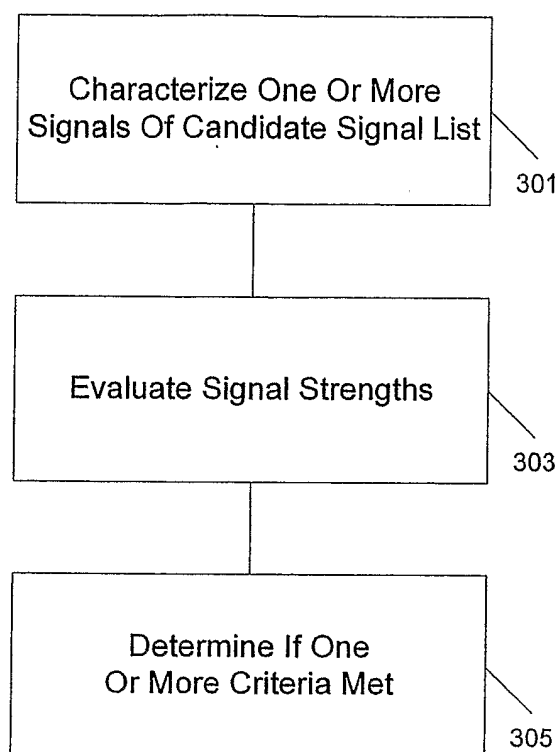 Characterize One Or More
Signals Of Candidate Signal List
301
Evaluate Signal Strengths
303
Determine If One
Or More Criteria Met
305